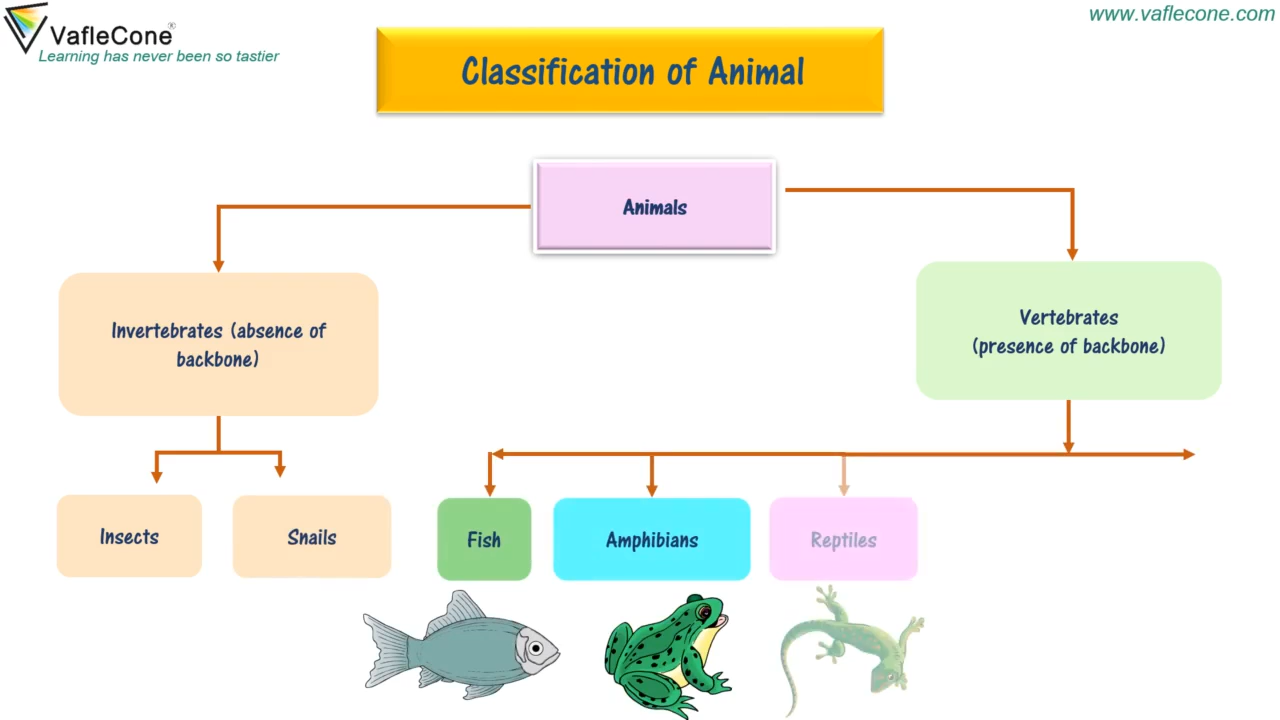 VafleCone®
Learning has never been so tastier
www.vaflecone.com
Classification of Animal
Animals
Invertebrates (absence of
backbone)
Vertebrates
(presence of backbone)
Insects
Snails
Fish
Amphibians
Reptiles